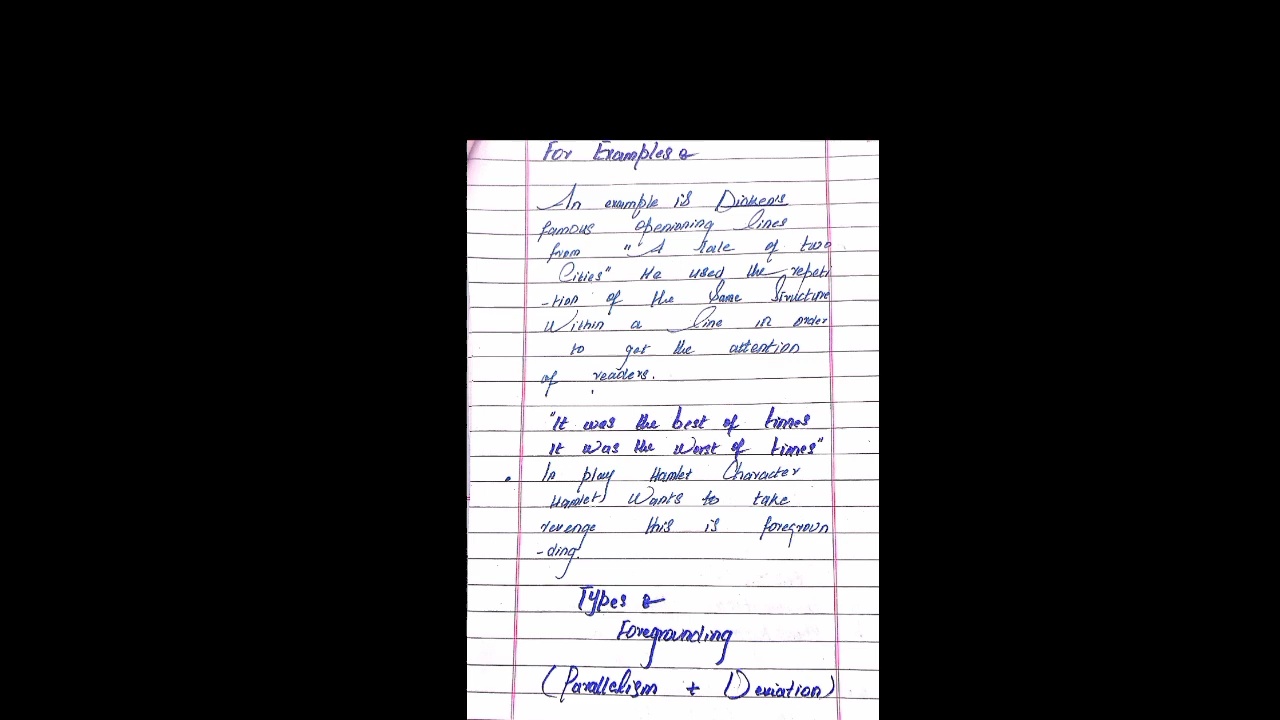 For Examples :-
An example is Dickens
famous openinng lines
from "A tale of two
Cities" He used the repeti
-tion of the Same Structure
Within a line in order
to get the attention
of readers.
"It was the best of times
It was the worst of times"
• In play Hamlet Character
Hamlet) Wants to take
revenge this is foregroun
-ding.
Types :-
Foregrounding
(Parallelism + Deviation)